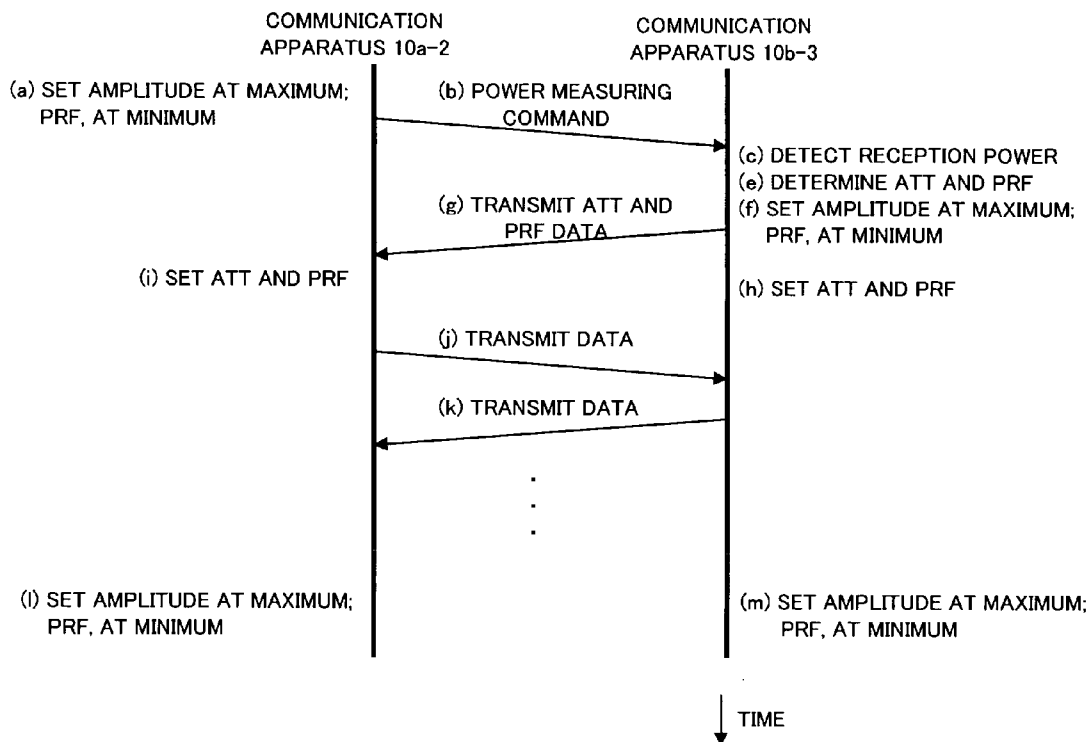 COMMUNICATION
APPARATUS 10a-2
COMMUNICATION
APPARATUS 10b-3
(a) SET AMPLITUDE AT MAXIMUM;
PRF, AT MINIMUM
(b) POWER MEASURING
COMMAND
(c) DETECT RECEPTION POWER
(e) DETERMINE ATT AND PRF
(g) TRANSMIT ATT AND
PRF DATA
(f) SET AMPLITUDE AT MAXIMUM;
PRF, AT MINIMUM
(i) SET ATT AND PRF
(h) SET ATT AND PRF
(j) TRANSMIT DATA
(k) TRANSMIT DATA
(l) SET AMPLITUDE AT MAXIMUM;
PRF, AT MINIMUM
(m) SET AMPLITUDE AT MAXIMUM;
PRF, AT MINIMUM
TIME